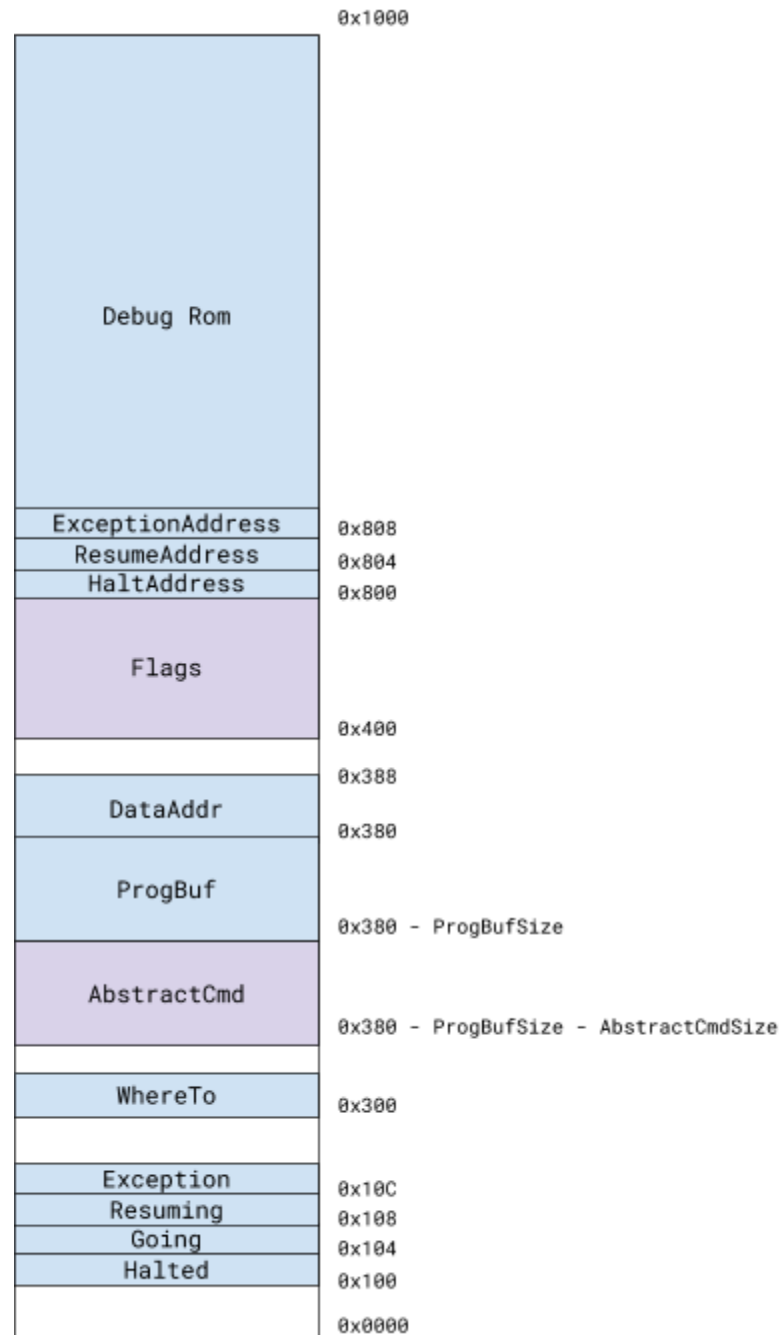 0x1000
Debug Rom
ExceptionAddress
0x808
ResumeAddress
0x804
HaltAddress
0x800
Flags
0x400
0x388
DataAddr
0x380
ProgBuf
0x380 - ProgBufSize
AbstractCmd
0x380 - ProgBufSize - AbstractCmdSize
WhereTo
0x300
Exception
0x10C
Resuming
0x108
Going
0x104
Halted
0x100
0x0000